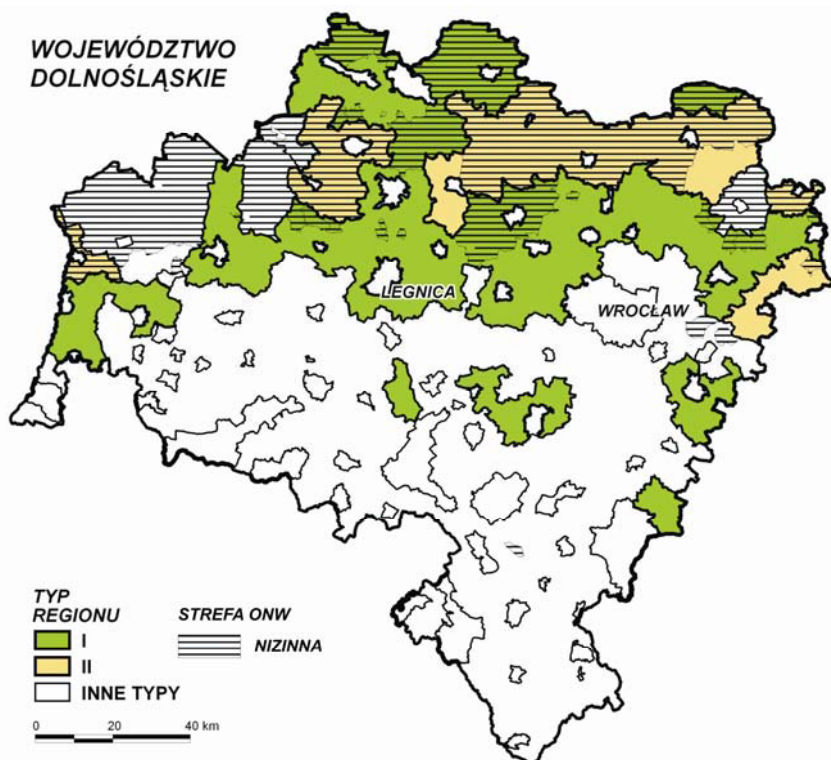 WOJEWÓDZTWO
DOLNOŚLĄSKIE
LEGNICA
WROCŁAW
TYP
REGIONU
I
II
INNE TYPY
STREFA ONW
NIZINNA
0 20 40 km